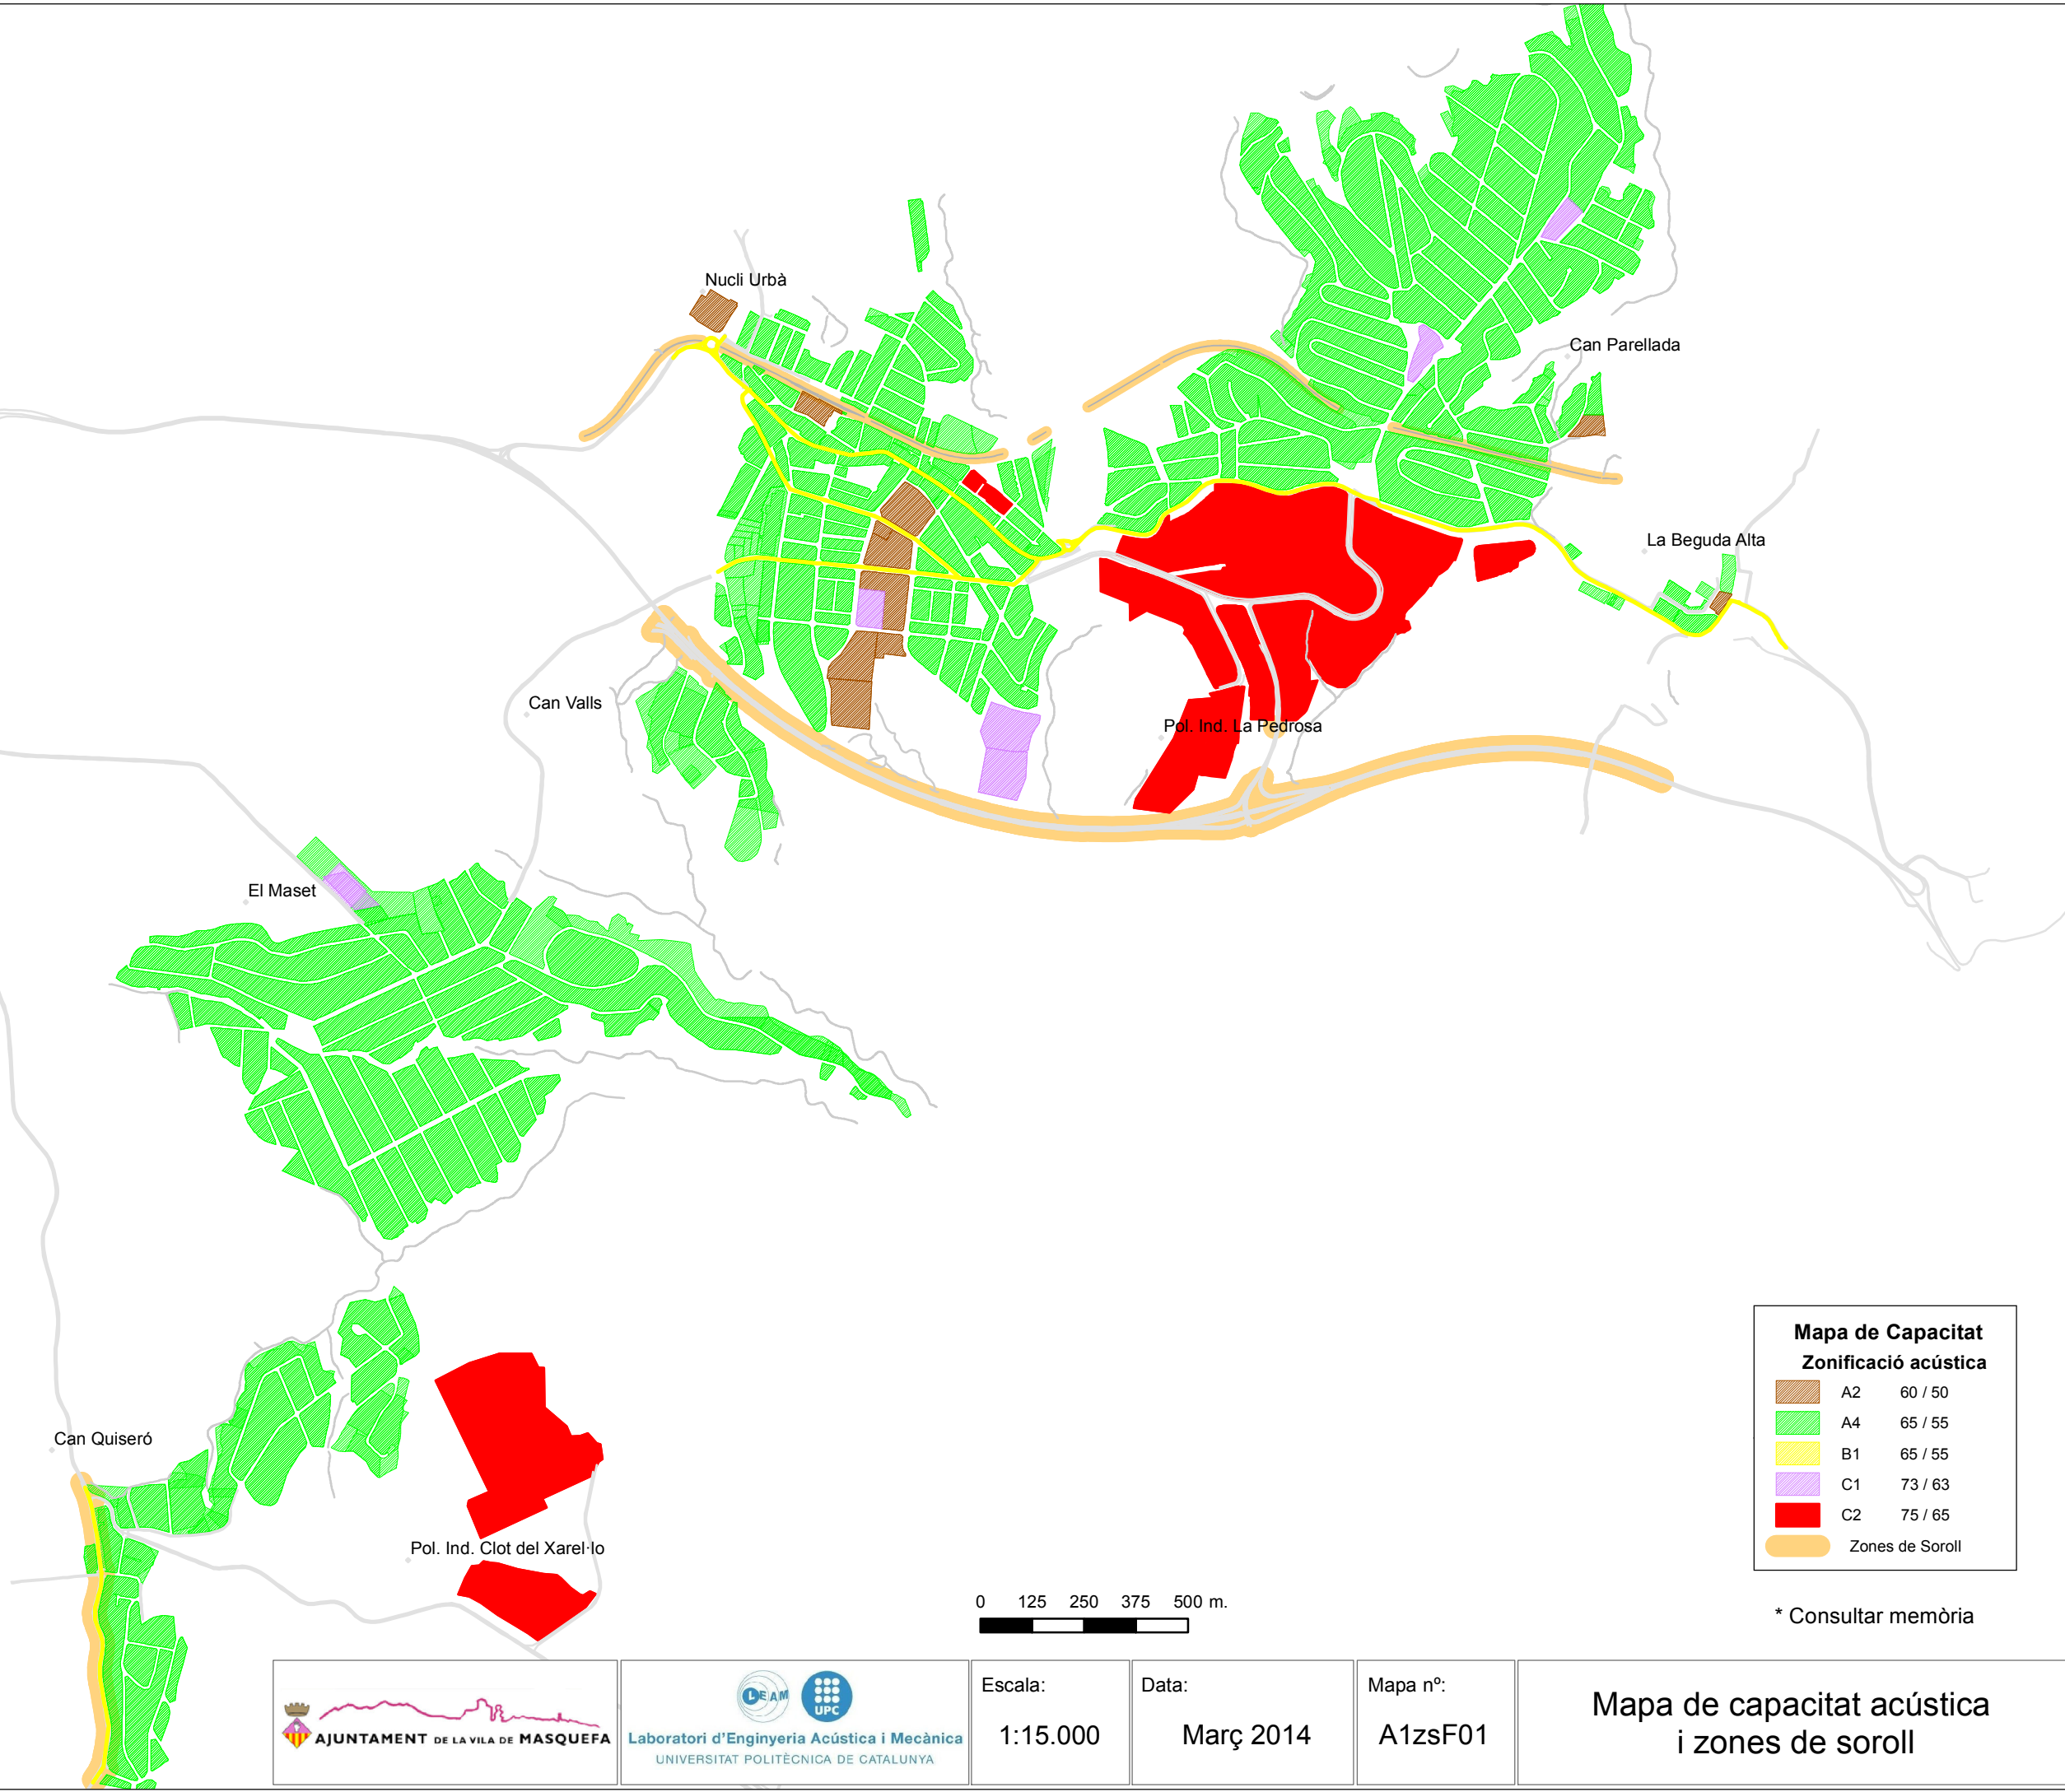 Nucli Urbà
Can Parellada
La Beguda Alta
Can Valls
Pol. Ind. La Pedrosa
El Maset
Can Quiseró
Pol. Ind. Clot del Xarel·lo
Mapa de Capacitat
Zonificació acústica
A2 60 / 50
A4 65 / 55
B1 65 / 55
C1 73 / 63
C2 75 / 65
Zones de Soroll
* Consultar memòria
0 125 250 375 500 m.
AJUNTAMENT DE LA VILA DE MASQUEFA
LEAM
UPC
Laboratori d'Enginyeria Acústica i Mecànica
UNIVERSITAT POLITÈCNICA DE CATALUNYA
Escala:
1:15.000
Data:
Març 2014
Mapa nº:
A1zsF01
Mapa de capacitat acústica
i zones de soroll